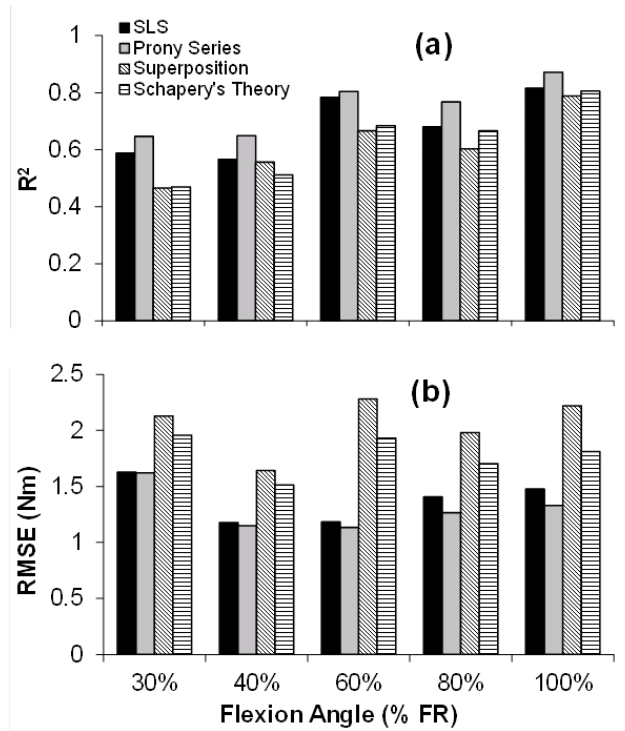 (a)
SLS
Prony Series
Superposition
Schapery's Theory
R2
1
0.8
0.6
0.4
0.2
0
(b)
RMSE (Nm)
2.5
2
1.5
1
0.5
0
30% 40% 60% 80% 100%
Flexion Angle (% FR)